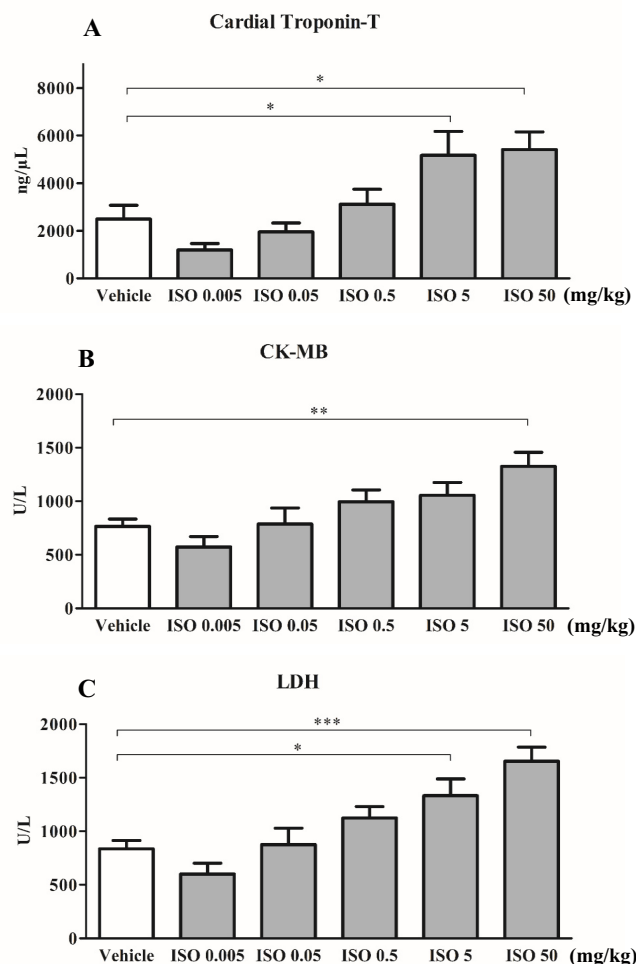 A
Cardial Troponin-T
ng/µL
8000
6000
4000
2000
0
*
*
Vehicle ISO 0.005 ISO 0.05 ISO 0.5 ISO 5 ISO 50 (mg/kg)
B
CK-MB
U/L
2000
1500
1000
500
0
**
Vehicle ISO 0.005 ISO 0.05 ISO 0.5 ISO 5 ISO 50 (mg/kg)
C
LDH
U/L
2000
1500
1000
500
0
***
*
Vehicle ISO 0.005 ISO 0.05 ISO 0.5 ISO 5 ISO 50 (mg/kg)